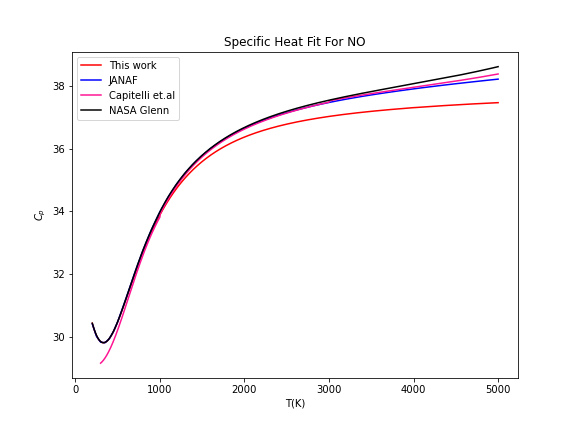 Specific Heat Fit For NO
This work
JANAF
Capitelli et.al
NASA Glenn
38
36
34
32
30
C_p
0 1000 2000 3000 4000 5000
T(K)